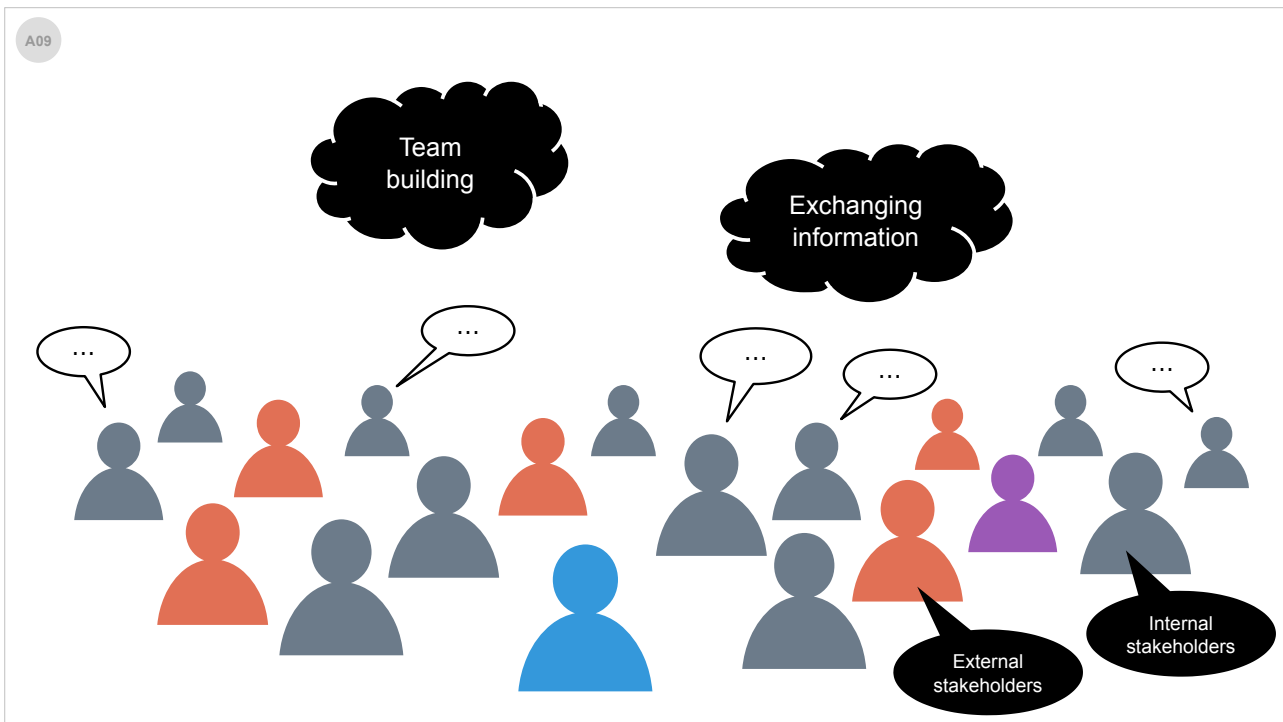 A09
Team
building
Exchanging
information
...
...
...
...
...
External
stakeholders
Internal
stakeholders